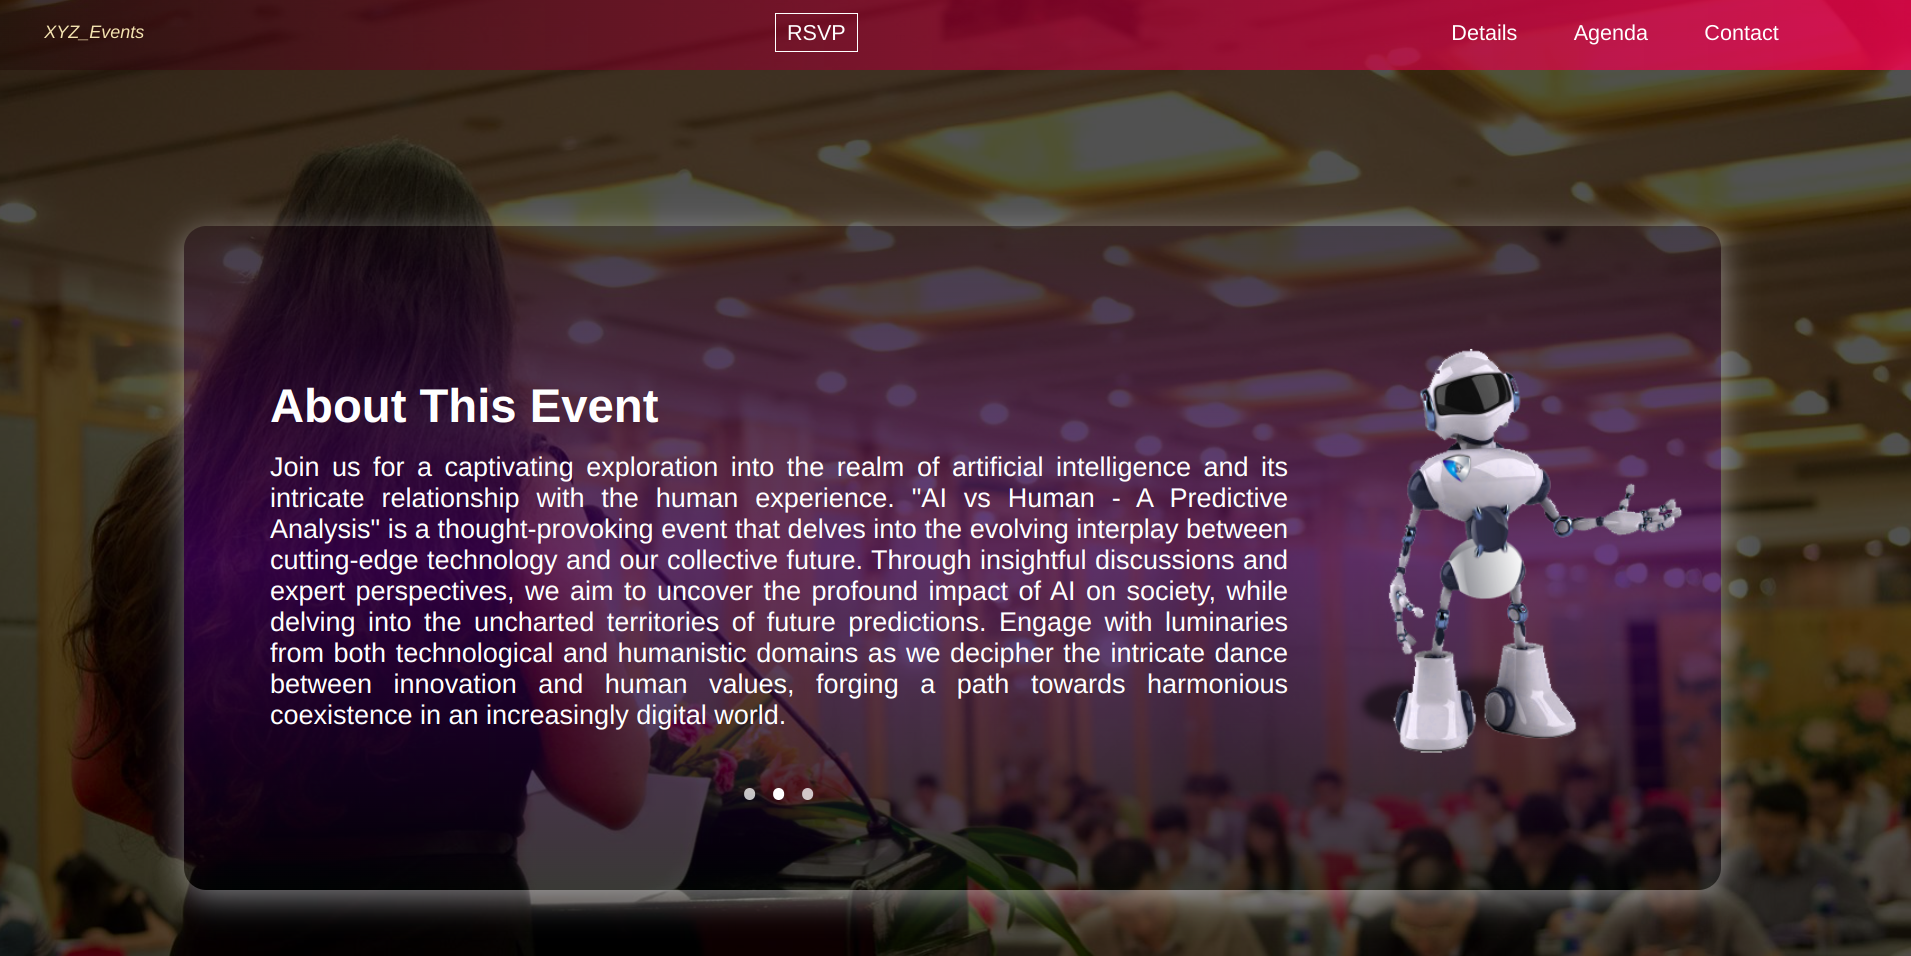 XYZ_Events
RSVP
Details
Agenda
Contact
About This Event
Join us for a captivating exploration into the realm of artificial intelligence and its
intricate relationship with the human experience. "AI vs Human - A Predictive
Analysis" is a thought-provoking event that delves into the evolving interplay between
cutting-edge technology and our collective future. Through insightful discussions and
expert perspectives, we aim to uncover the profound impact of AI on society, while
delving into the uncharted territories of future predictions. Engage with luminaries
from both technological and humanistic domains as we decipher the intricate dance
between innovation and human values, forging a path towards harmonious
coexistence in an increasingly digital world.